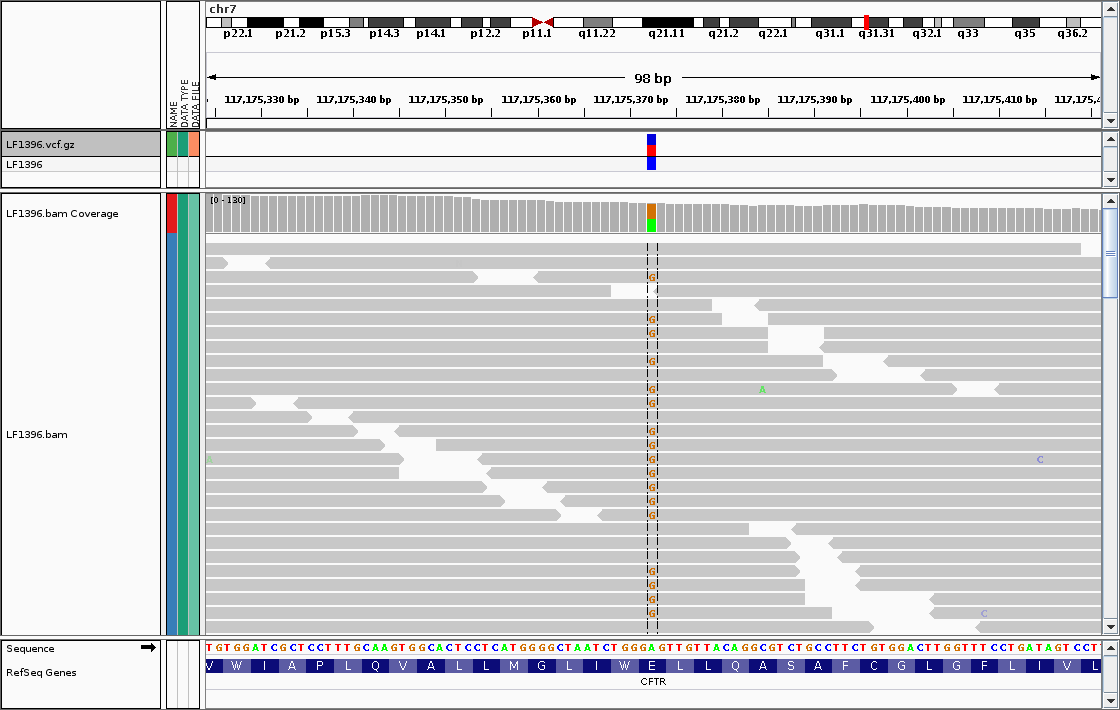 chr7
p22.1 p21.2 p15.3 p14.3 p14.1 p12.2 p11.1 q11.22 q21.11 q21.2 q22.1 q31.1 q31.31 q32.1 q33 q35 q36.2
98 bp
117,175,330 bp 117,175,340 bp 117,175,350 bp 117,175,360 bp 117,175,370 bp 117,175,380 bp 117,175,390 bp 117,175,400 bp 117,175,410 bp 117,175,4
NAME
DATA TYPE
DATA FILE
LF1396.vcf.gz
LF1396
[0 - 130]
LF1396.bam Coverage
G
G
G
G
G A
G
G
LF1396.bam
G
A G C
G
G
G
G
G
G
G
G C
Sequence
TGTGGATCGCTCCTTTGCAAGTGGCACTCCTCATGGGGCTAATCTGGGAGTTGTTACAGGCGTCTGCCTTCTGTGGACTTGGTTTCCTGATAGTCCT
RefSeq Genes
V W I A P L Q V A L L M G L I W E L L Q A S A F C G L G F L I V L
CFTR